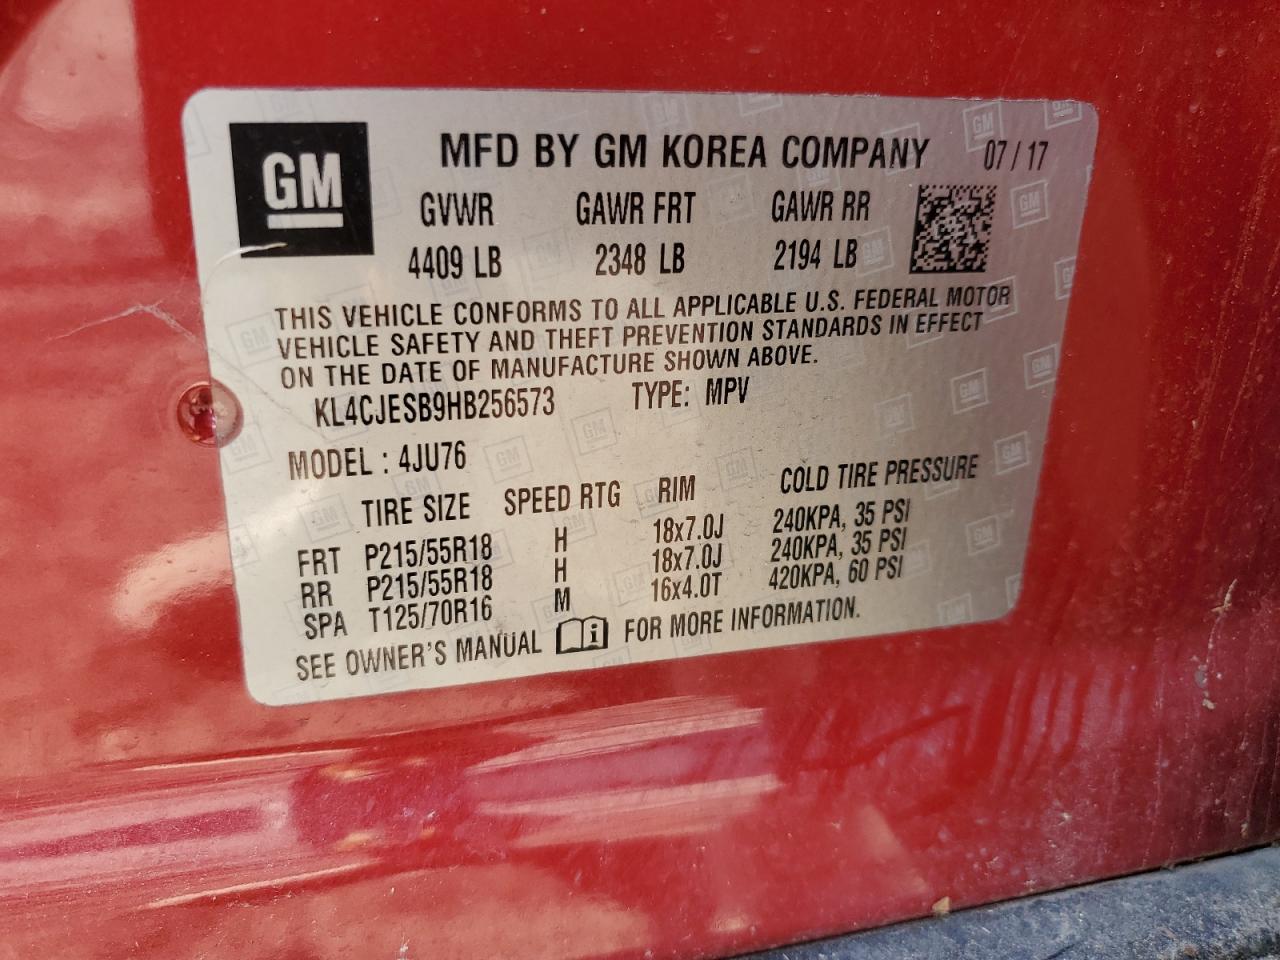 GM
MFD BY GM KOREA COMPANY 07 / 17
GVWR GAWR FRT GAWR RR
4409 LB 2348 LB 2194 LB
THIS VEHICLE CONFORMS TO ALL APPLICABLE U.S. FEDERAL MOTOR
VEHICLE SAFETY AND THEFT PREVENTION STANDARDS IN EFFECT
ON THE DATE OF MANUFACTURE SHOWN ABOVE.
KL4CJESB9HB256573 TYPE: MPV
MODEL : 4JU76
TIRE SIZE SPEED RTG RIM COLD TIRE PRESSURE
FRT P215/55R18 H 18x7.0J 240KPA, 35 PSI
RR P215/55R18 H 18x7.0J 240KPA, 35 PSI
SPA T125/70R16 M 16x4.0T 420KPA, 60 PSI
SEE OWNER'S MANUAL FOR MORE INFORMATION.